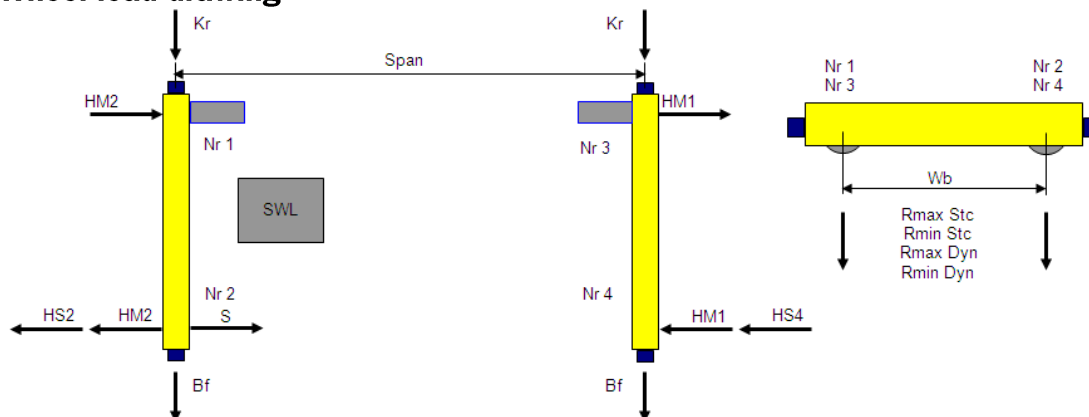 Wheel load drawing
Kr
Kr
Span
HM2
HM1
Nr 1
Nr 3
SWL
Nr 2
Nr 4
HS2
HM2
S
HM1
HS4
Bf
Bf
Nr 1
Nr 3
Nr 2
Nr 4
Wb
Rmax Stc
Rmin Stc
Rmax Dyn
Rmin Dyn